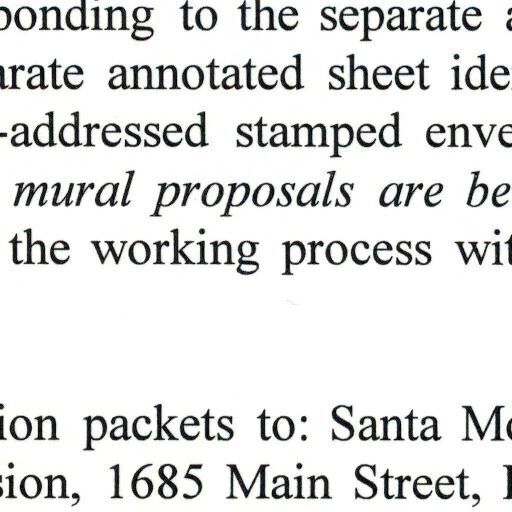 ponding to the separate a
arate annotated sheet ide
-addressed stamped enve
mural proposals are be
the working process wit
ion packets to: Santa Mo
sion, 1685 Main Street,